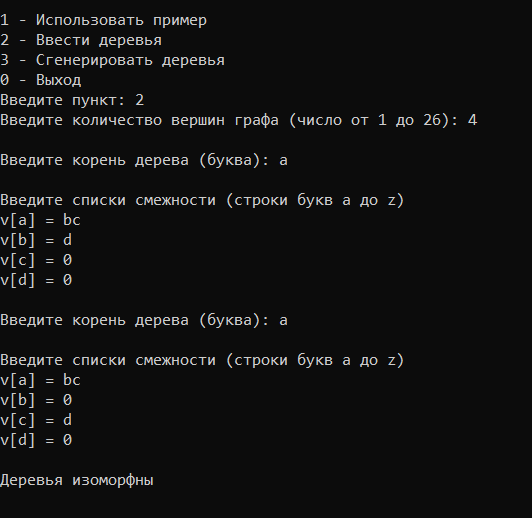 1 - Использовать пример
2 - Ввести деревья
3 - Сгенерировать деревья
0 - Выход
Введите пункт: 2
Введите количество вершин графа (число от 1 до 26): 4
Введите корень дерева (буква): a
Введите списки смежности (строки букв a до z)
v[a] = bc
v[b] = d
v[c] = 0
v[d] = 0
Введите корень дерева (буква): a
Введите списки смежности (строки букв a до z)
v[a] = bc
v[b] = 0
v[c] = d
v[d] = 0
Деревья изоморфны